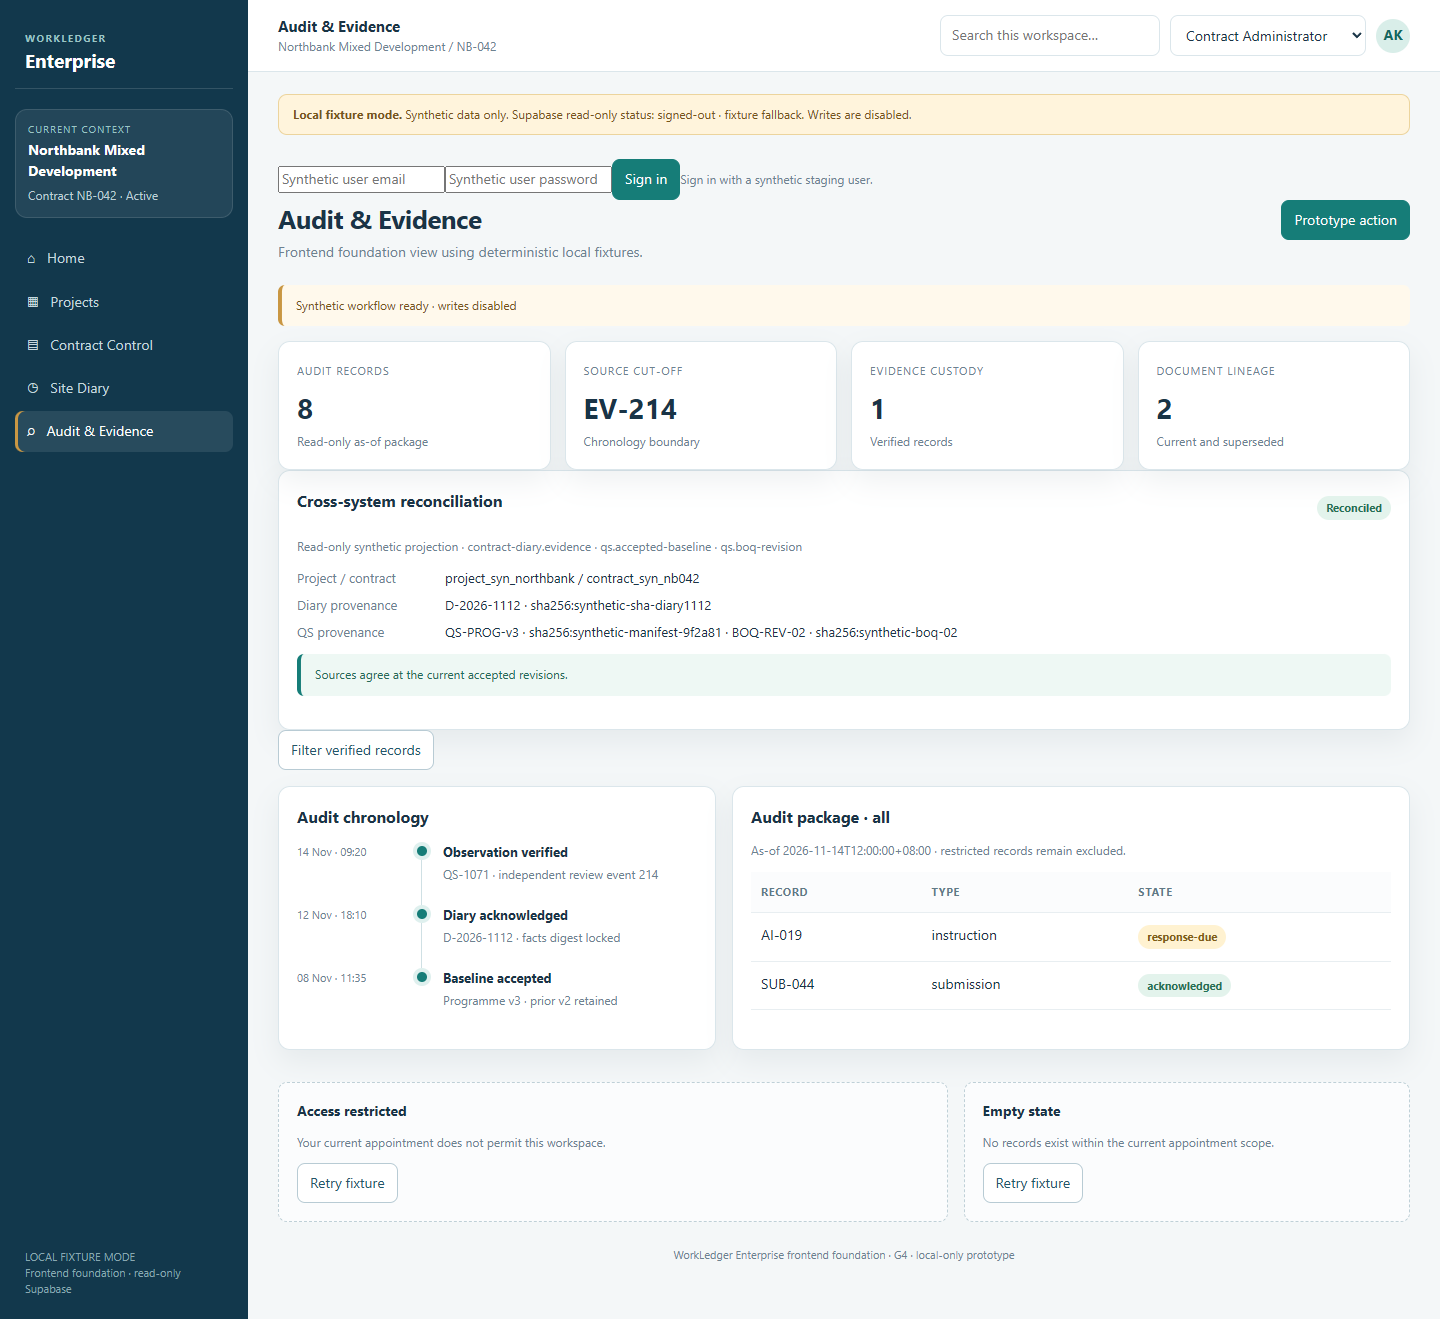 WORKLEDGER
Enterprise
CURRENT CONTEXT
Northbank Mixed
Development
Contract NB-042 · Active
Home
Projects
Contract Control
Site Diary
Audit & Evidence
LOCAL FIXTURE MODE
Frontend foundation · read-only
Supabase
Audit & Evidence
Northbank Mixed Development / NB-042
Search this workspace...
Contract Administrator
AK
Local fixture mode. Synthetic data only. Supabase read-only status: signed-out · fixture fallback. Writes are disabled.
Synthetic user email
Synthetic user password
Sign in
Sign in with a synthetic staging user.
Audit & Evidence
Prototype action
Frontend foundation view using deterministic local fixtures.
Synthetic workflow ready · writes disabled
AUDIT RECORDS
8
Read-only as-of package
SOURCE CUT-OFF
EV-214
Chronology boundary
EVIDENCE CUSTODY
1
Verified records
DOCUMENT LINEAGE
2
Current and superseded
Cross-system reconciliation
Reconciled
Read-only synthetic projection · contract-diary.evidence · qs.accepted-baseline · qs.boq-revision
Project / contract project_syn_northbank / contract_syn_nb042
Diary provenance D-2026-1112 · sha256:synthetic-sha-diary1112
QS provenance QS-PROG-v3 · sha256:synthetic-manifest-9f2a81 · BOQ-REV-02 · sha256:synthetic-boq-02
Sources agree at the current accepted revisions.
Filter verified records
Audit chronology
14 Nov · 09:20 Observation verified
QS-1071 · independent review event 214
12 Nov · 18:10 Diary acknowledged
D-2026-1112 · facts digest locked
08 Nov · 11:35 Baseline accepted
Programme v3 · prior v2 retained
Audit package · all
As-of 2026-11-14T12:00:00+08:00 · restricted records remain excluded.
RECORD TYPE STATE
AI-019 instruction response-due
SUB-044 submission acknowledged
Access restricted
Your current appointment does not permit this workspace.
Retry fixture
Empty state
No records exist within the current appointment scope.
Retry fixture
WorkLedger Enterprise frontend foundation · G4 · local-only prototype